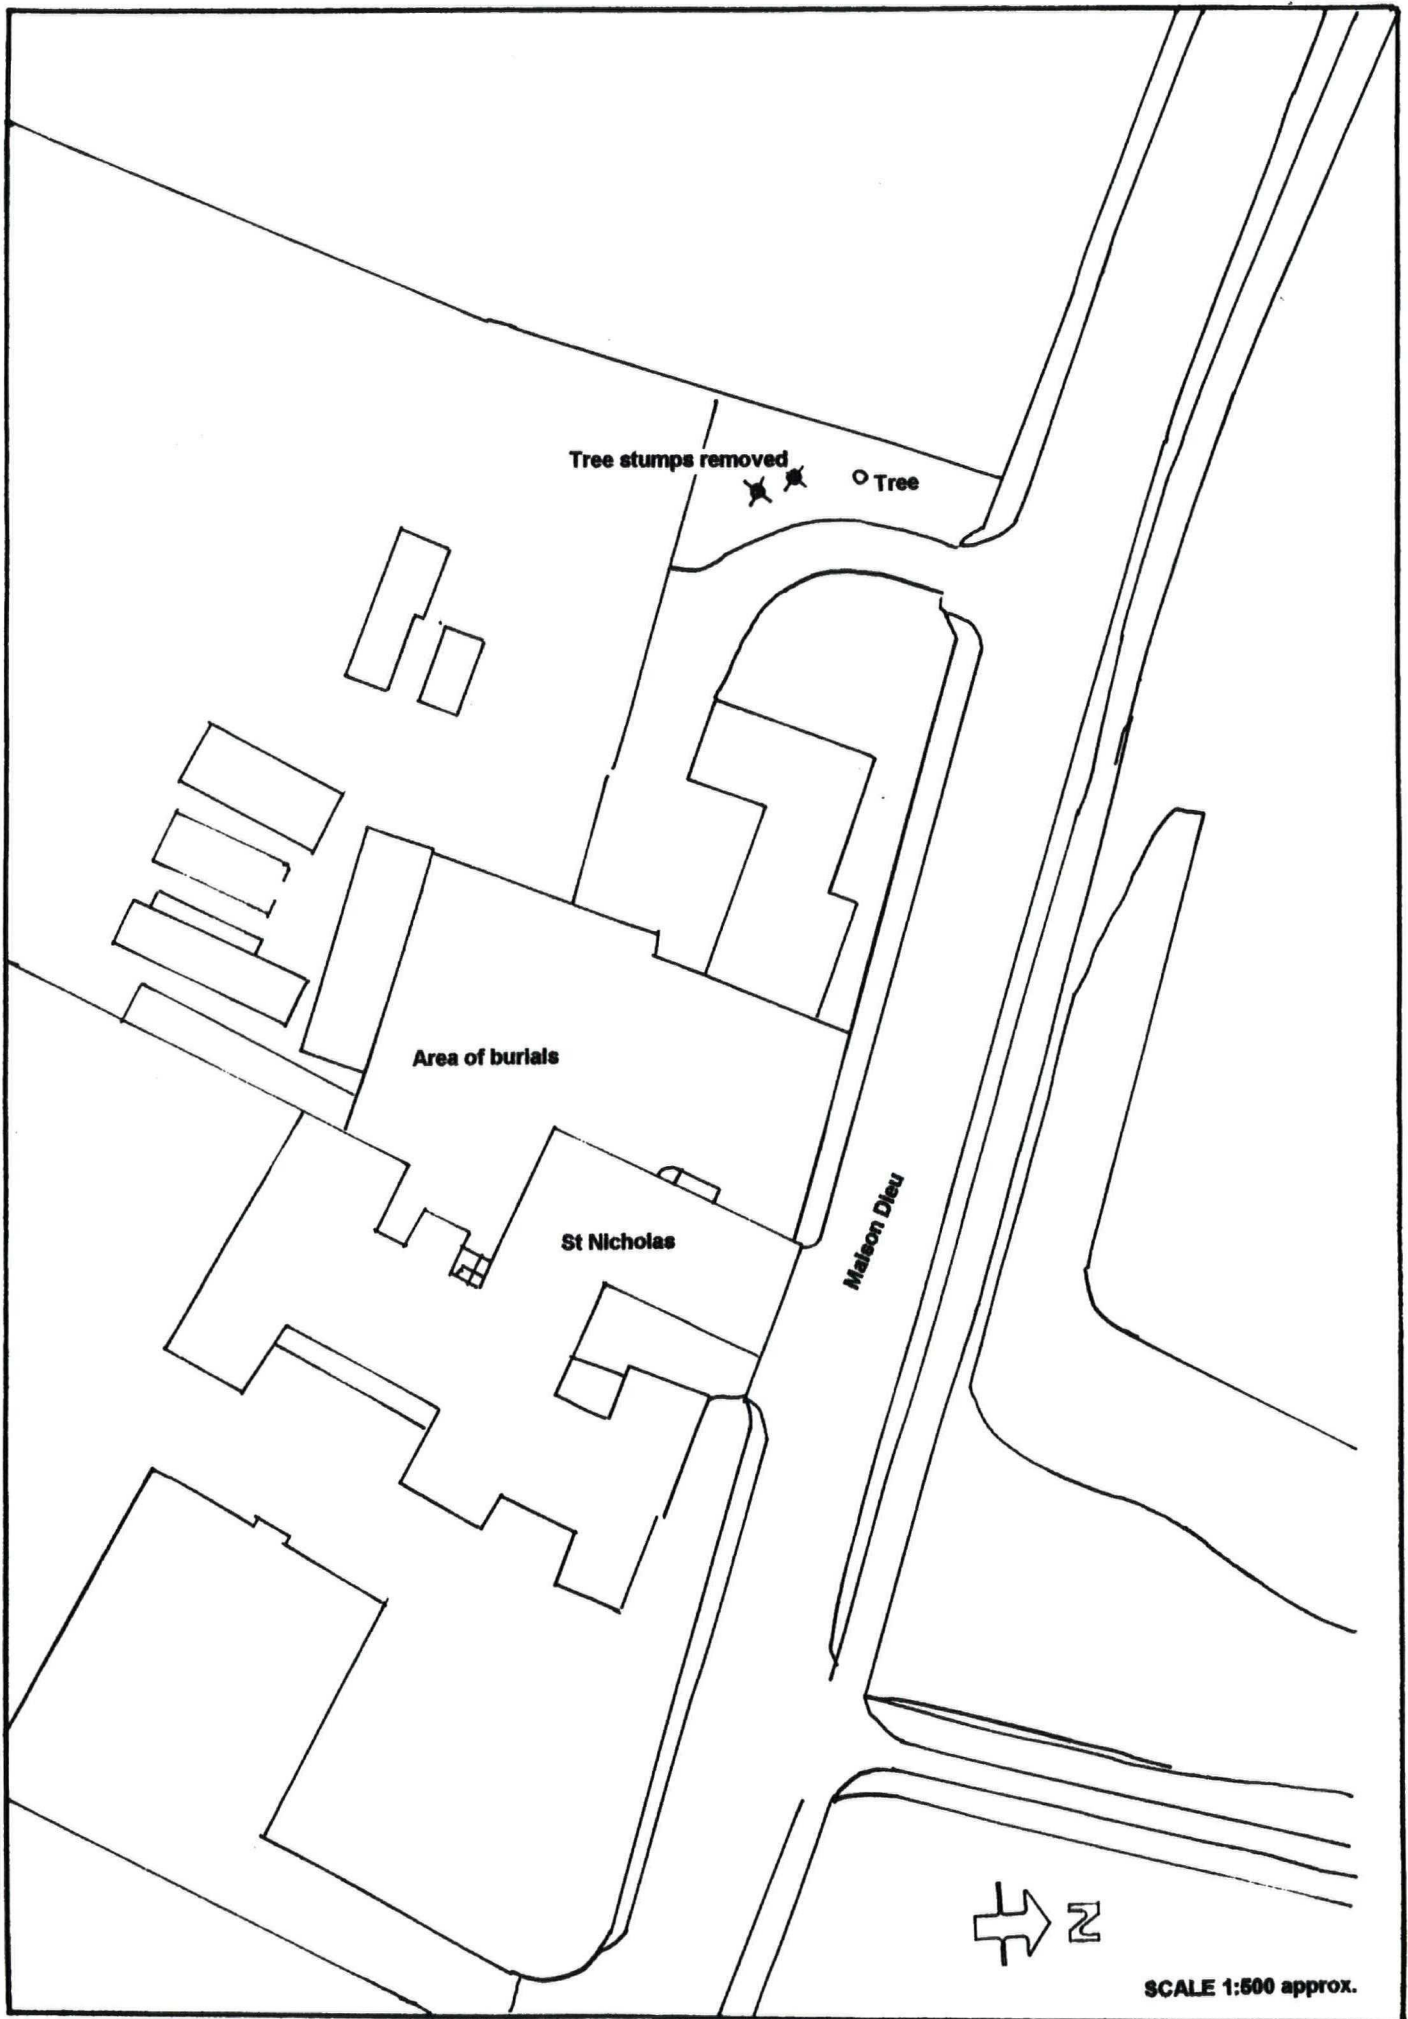 Tree stumps removed
Tree
Area of burials
St Nicholas
Maison Dieu
N
SCALE 1:500 approx.